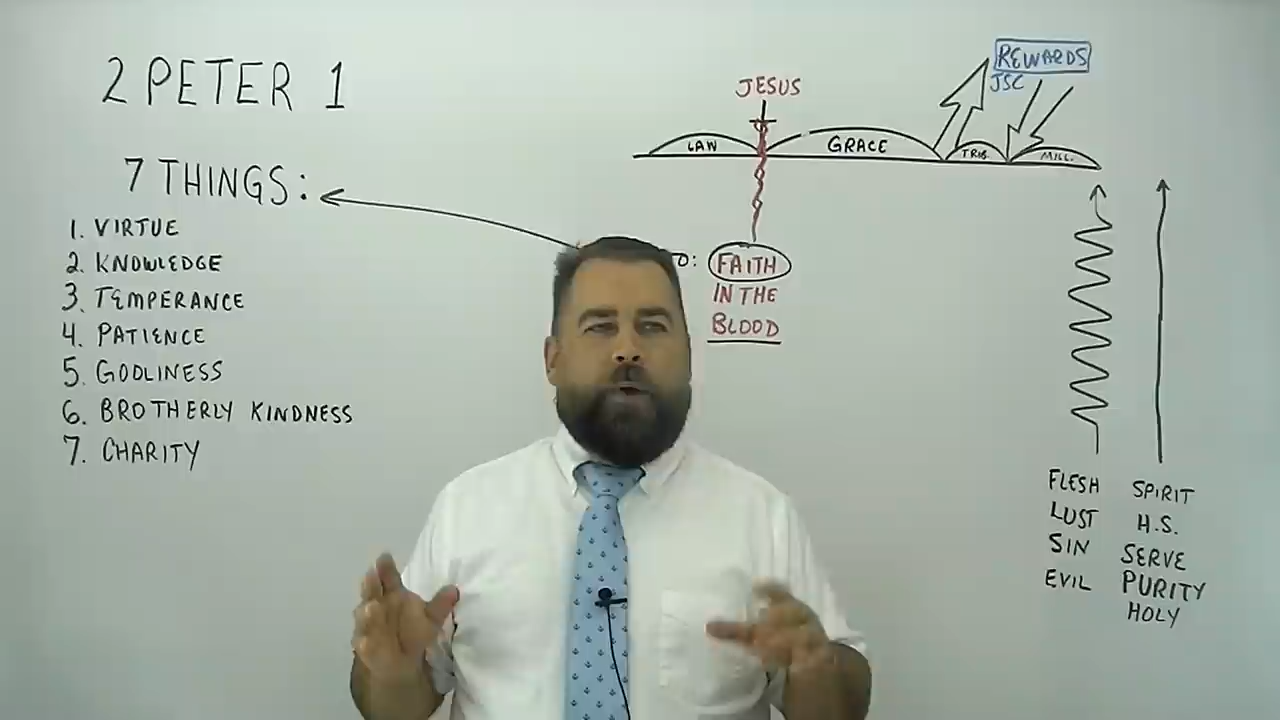 2 PETER 1
7 THINGS:
1. VIRTUE
2. KNOWLEDGE
3. TEMPERANCE
4. PATIENCE
5. GODLINESS
6. BROTHERLY KINDNESS
7. CHARITY
JESUS
LAW
GRACE
TRIB.
MILL.
REWARDS
JSC
FAITH
IN THE
BLOOD
FLESH
LUST
SIN
EVIL
SPIRIT
H.S.
SERVE
PURITY
HOLY